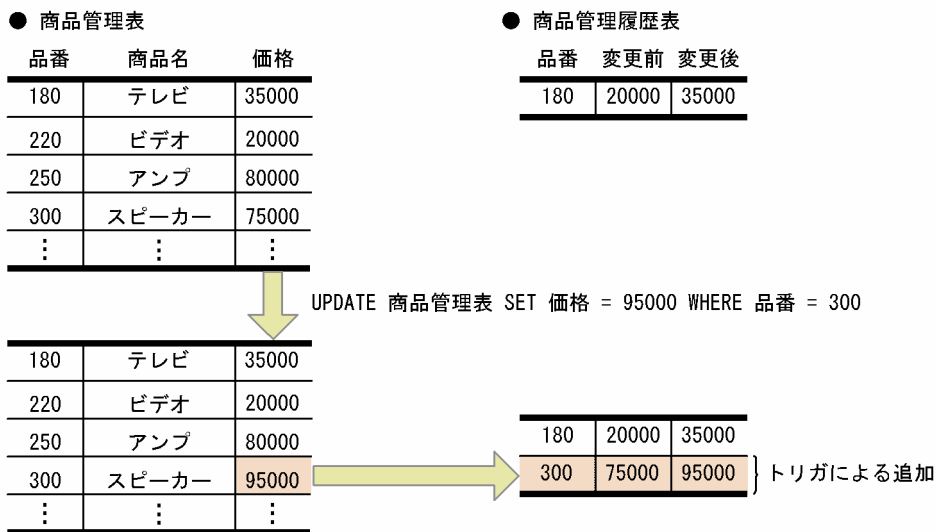 ● 商品管理表
品番 商品名 価格
180 テレビ 35000
220 ビデオ 20000
250 アンプ 80000
300 スピーカー 75000
⋮ ⋮ ⋮
● 商品管理履歴表
品番 変更前 変更後
180 20000 35000
UPDATE 商品管理表 SET 価格 = 95000 WHERE 品番 = 300
180 テレビ 35000
220 ビデオ 20000
250 アンプ 80000
300 スピーカー 95000
⋮ ⋮ ⋮
180 20000 35000
300 75000 95000
トリガによる追加